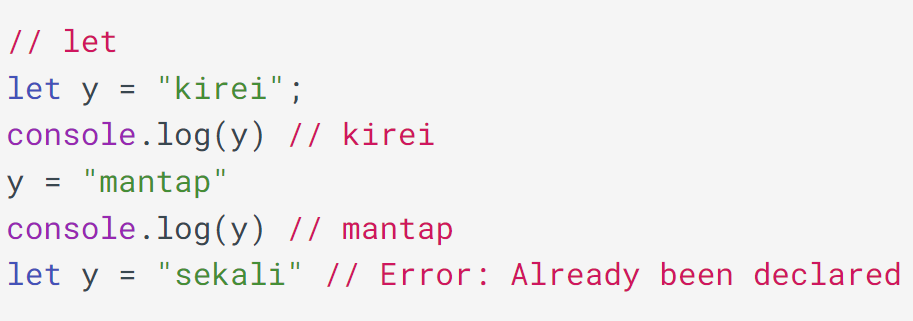 // let
let y = "kirei";
console.log(y) // kirei
y = "mantap"
console.log(y) // mantap
let y = "sekali" // Error: Already been declared